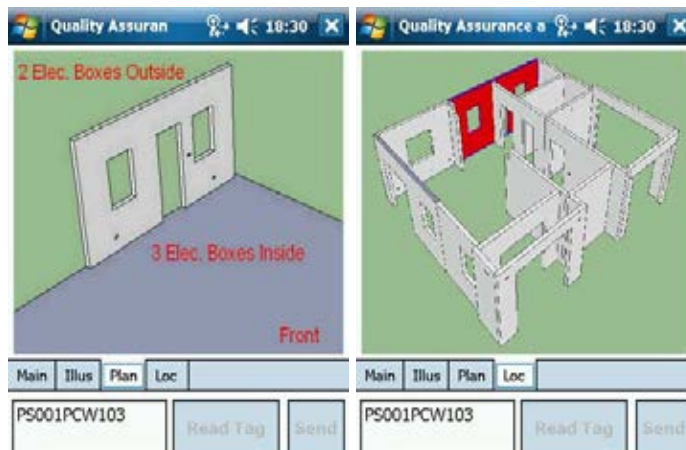 Quality Assuran 18:30
2 Elec. Boxes Outside
3 Elec. Boxes Inside
Front
Main Illus Plan Loc
PS001PCW103
Read Tag Send
Quality Assurance a 18:30
Main Illus Plan Loc
PS001PCW103
Read Tag Send